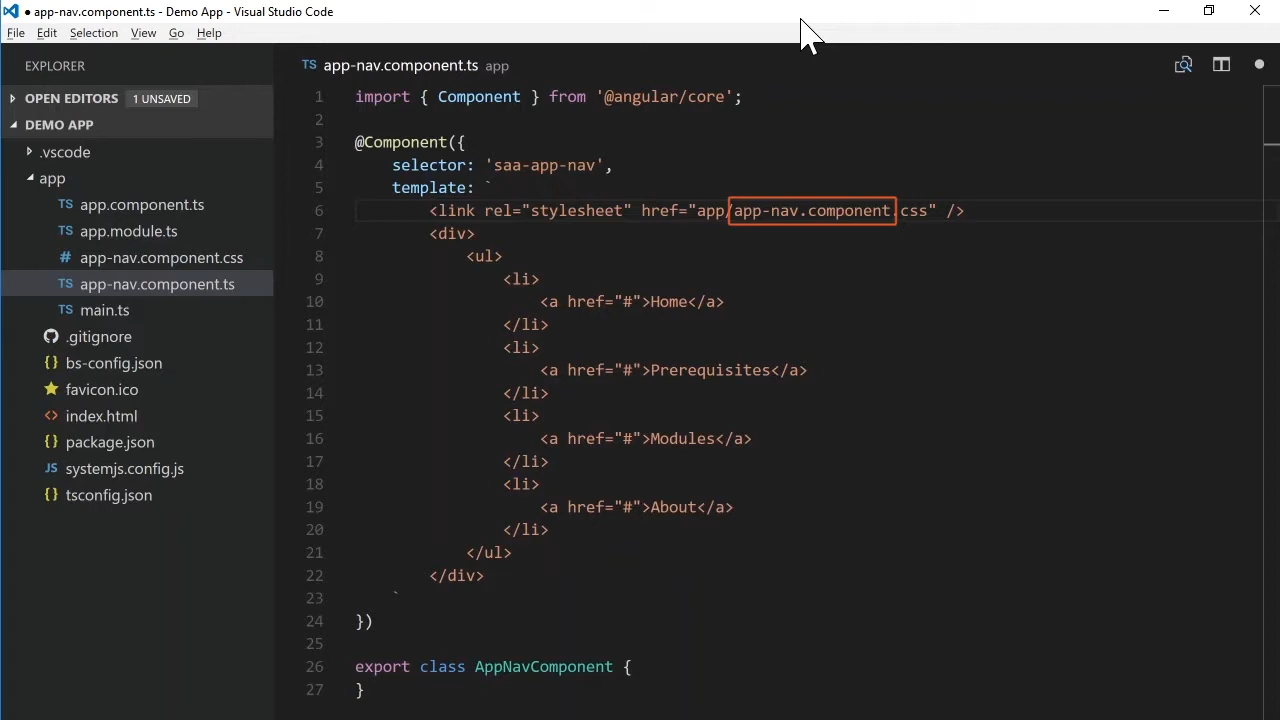 ● app-nav.component.ts - Demo App - Visual Studio Code
File Edit Selection View Go Help
EXPLORER
OPEN EDITORS 1 UNSAVED
DEMO APP
.vscode
app
TS app.component.ts
TS app.module.ts
# app-nav.component.css
TS app-nav.component.ts
TS main.ts
.gitignore
{} bs-config.json
favicon.ico
<> index.html
{} package.json
JS systemjs.config.js
{} tsconfig.json
TS app-nav.component.ts app
1 import { Component } from '@angular/core';
2
3 @Component({
4 selector: 'saa-app-nav',
5 template: `
6 <link rel="stylesheet" href="app/app-nav.component.css" />
7 <div>
8 <ul>
9 <li>
10 <a href="#">Home</a>
11 </li>
12 <li>
13 <a href="#">Prerequisites</a>
14 </li>
15 <li>
16 <a href="#">Modules</a>
17 </li>
18 <li>
19 <a href="#">About</a>
20 </li>
21 </ul>
22 </div>
23 `
24 })
25
26 export class AppNavComponent {
27 }